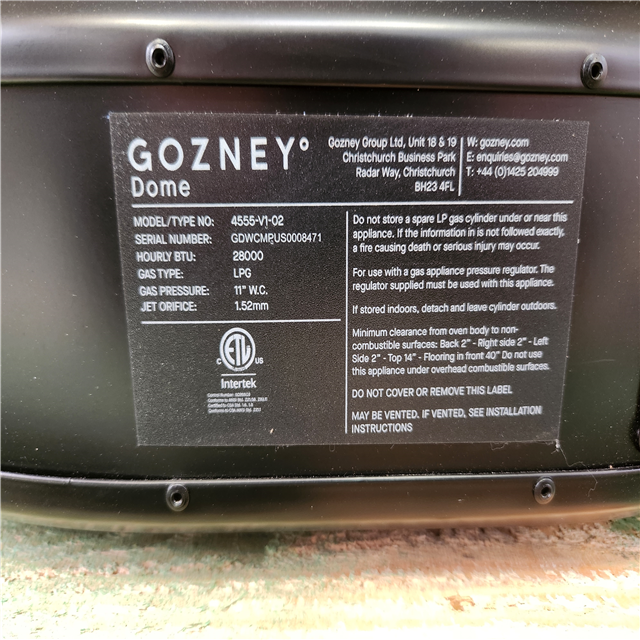 GOZNEY
Dome
Gozney Group Ltd, Unit 18 & 19
Christchurch Business Park
Radar Way, Christchurch
BH23 4FL
W: gozney.com
E: enquiries@gozney.com
T: +44 (0)1425 204999
MODEL/TYPE NO: 4555-V1-02
SERIAL NUMBER: GDWCMPUS0008471
HOURLY BTU: 28000
GAS TYPE: LPG
GAS PRESSURE: 11" W.C.
JET ORIFICE: 1.52mm
C ETL US
Intertek
Do not store a spare LP gas cylinder under or near this
appliance. If the information in is not followed exactly,
a fire causing death or serious injury may occur.
For use with a gas appliance pressure regulator. The
regulator supplied must be used with this appliance.
If stored indoors, detach and leave cylinder outdoors.
Minimum clearance from oven body to non-
combustible surfaces: Back 2" - Right side 2" - Left
Side 2" - Top 14" - Flooring in front 40" Do not use
this appliance under overhead combustible surfaces.
DO NOT COVER OR REMOVE THIS LABEL
MAY BE VENTED. IF VENTED, SEE INSTALLATION
INSTRUCTIONS